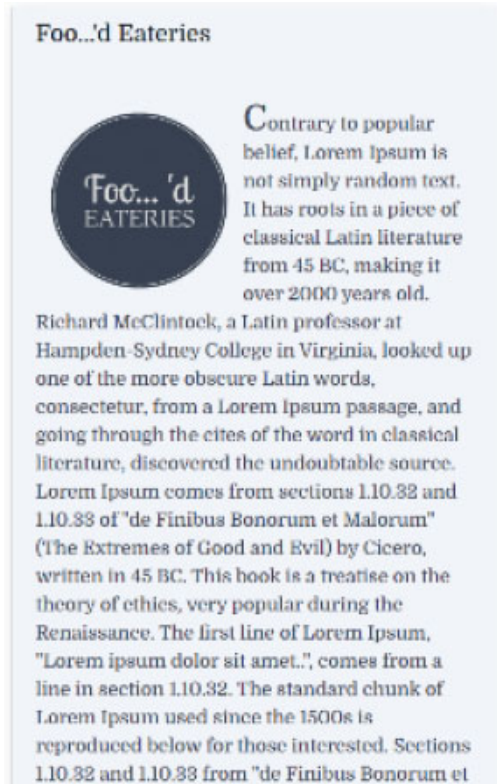 Foo...'d Eateries
Foo... 'd
EATERIES
Contrary to popular
belief, Lorem Ipsum is
not simply random text.
It has roots in a piece of
classical Latin literature
from 45 BC, making it
over 2000 years old.
Richard McClintock, a Latin professor at
Hampden-Sydney College in Virginia, looked up
one of the more obscure Latin words,
consectetur, from a Lorem Ipsum passage, and
going through the cites of the word in classical
literature, discovered the undoubtable source.
Lorem Ipsum comes from sections 1.10.32 and
1.10.33 of "de Finibus Bonorum et Malorum"
(The Extremes of Good and Evil) by Cicero,
written in 45 BC. This book is a treatise on the
theory of ethics, very popular during the
Renaissance. The first line of Lorem Ipsum,
"Lorem ipsum dolor sit amet..", comes from a
line in section 1.10.32. The standard chunk of
Lorem Ipsum used since the 1500s is
reproduced below for those interested. Sections
1.10.32 and 1.10.33 from "de Finibus Bonorum et